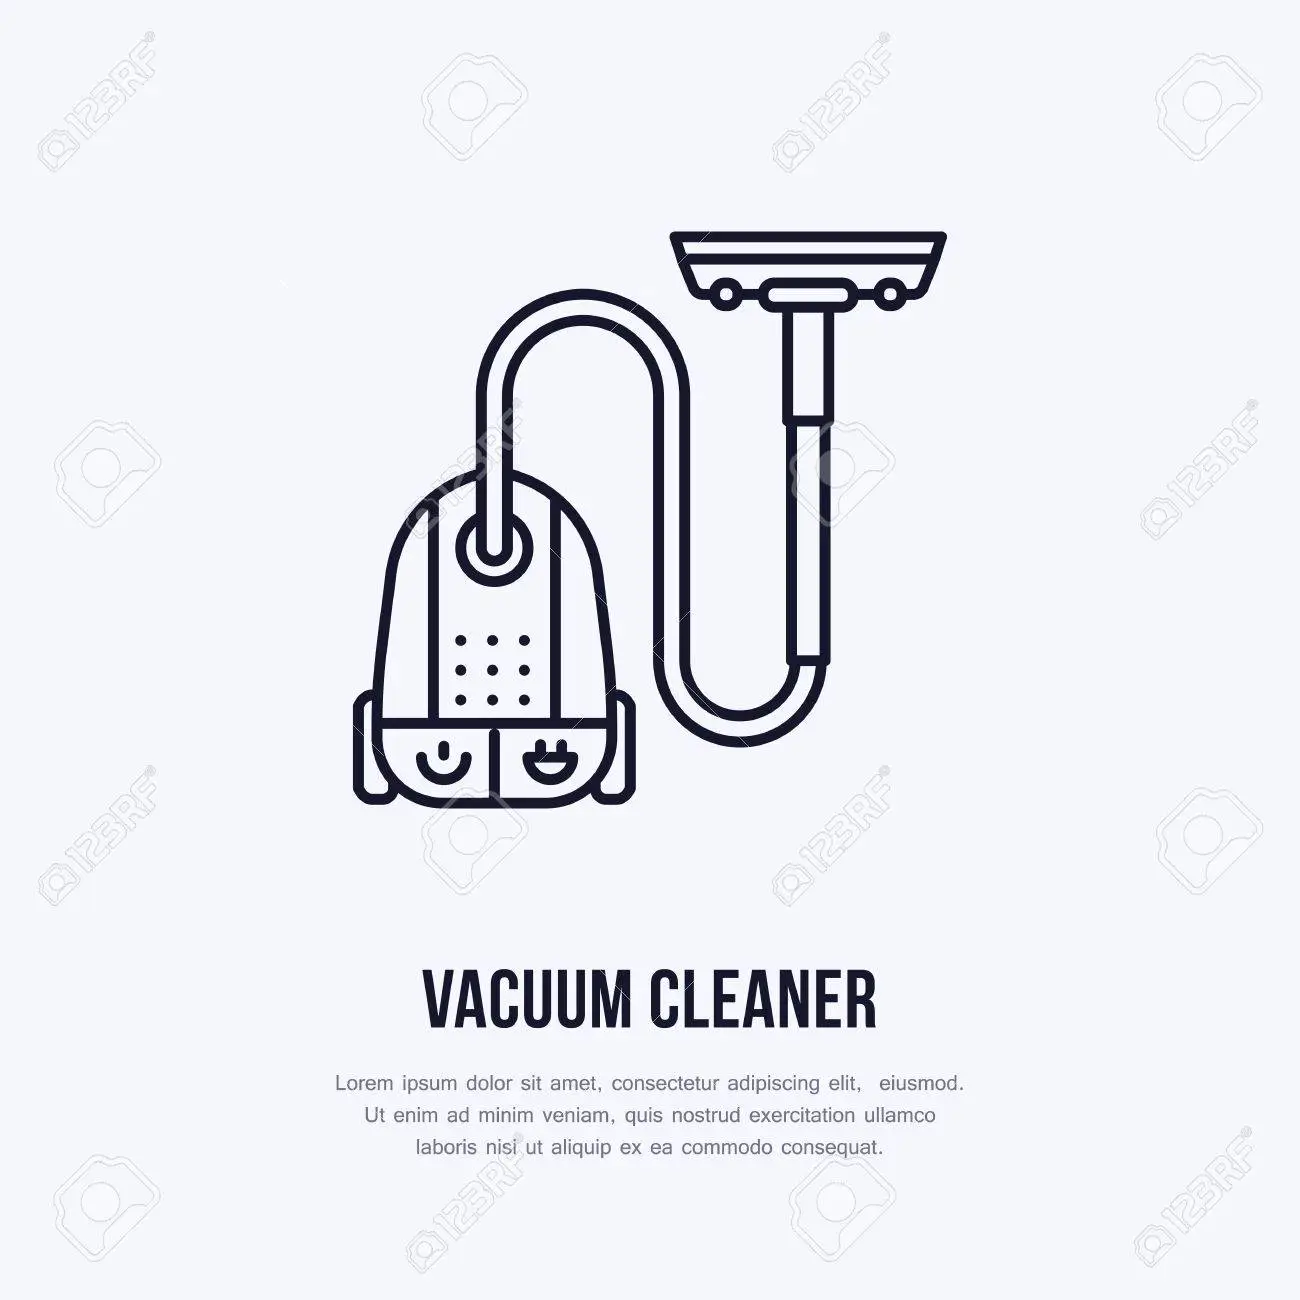 VACUUM CLEANER
Lorem ipsum dolor sit amet, consectetur adipiscing elit, eiusmod.
Ut enim ad minim veniam, quis nostrud exercitation ullamco
laboris nisi ut aliquip ex ea commodo consequat.
123RF
123RF
123RF
123RF
123RF
123RF
123RF
123RF